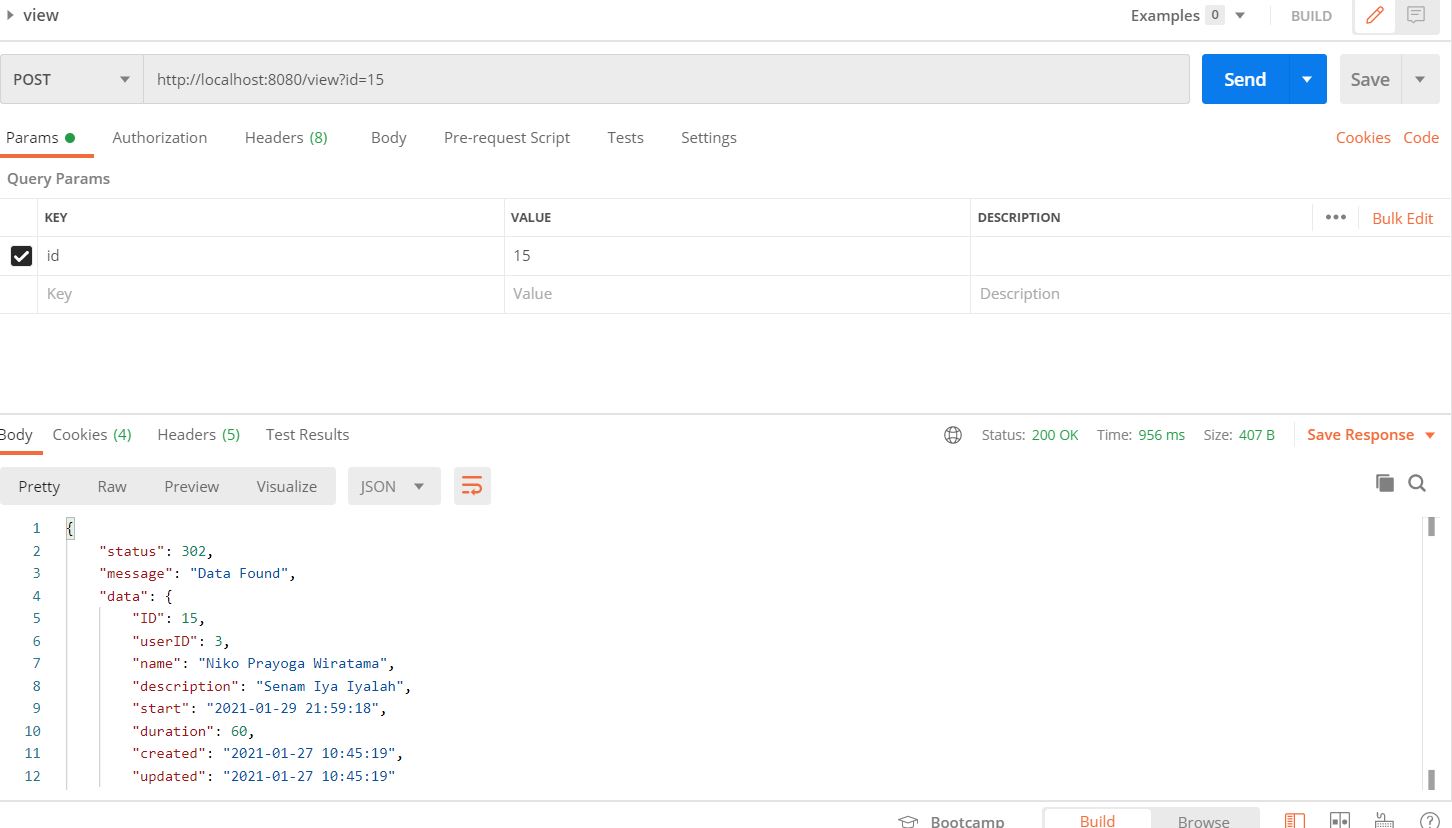 view Examples 0 BUILD
POST http://localhost:8080/view?id=15 Send Save
Params Authorization Headers (8) Body Pre-request Script Tests Settings Cookies Code
Query Params
KEY VALUE DESCRIPTION ••• Bulk Edit
id 15
Key Value Description
Body Cookies (4) Headers (5) Test Results Status: 200 OK Time: 956 ms Size: 407 B Save Response
Pretty Raw Preview Visualize JSON
1 {
2 "status": 302,
3 "message": "Data Found",
4 "data": {
5 "ID": 15,
6 "userID": 3,
7 "name": "Niko Prayoga Wiratama",
8 "description": "Senam Iya Iyalah",
9 "start": "2021-01-29 21:59:18",
10 "duration": 60,
11 "created": "2021-01-27 10:45:19",
12 "updated": "2021-01-27 10:45:19"
Bootcamp Build Browse ?